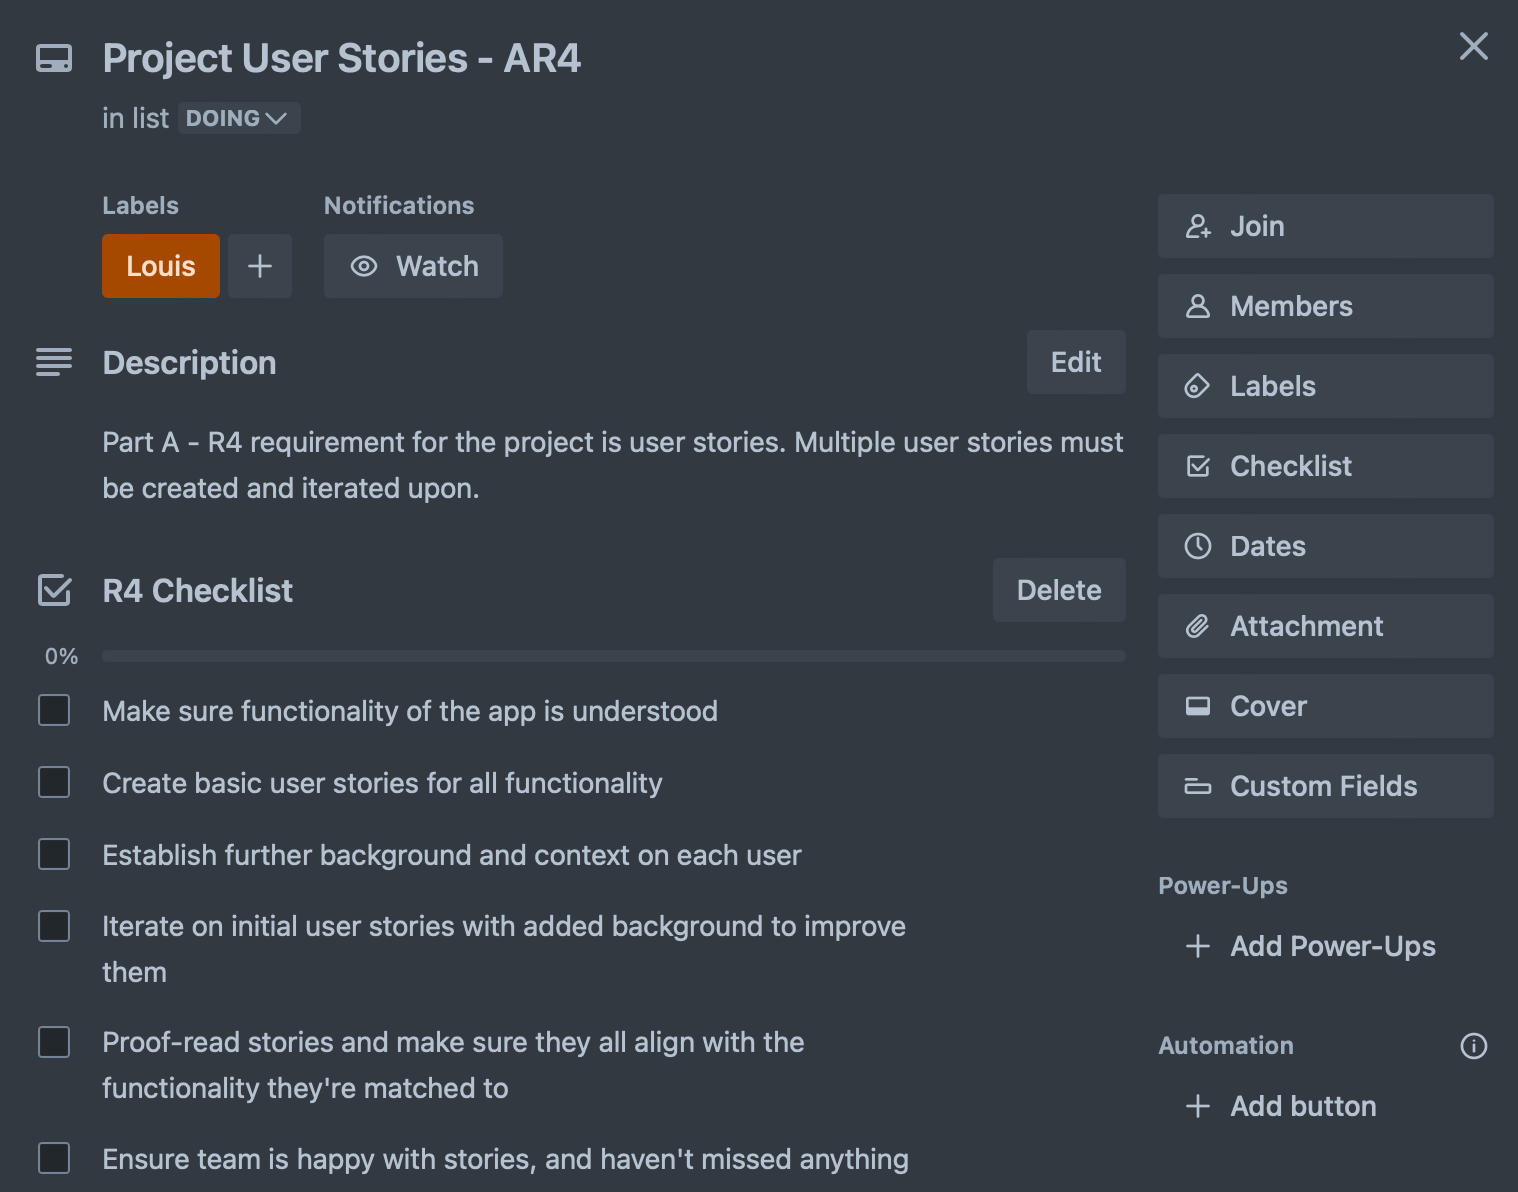 Project User Stories - AR4
in list DOING
Labels
Notifications
Louis
Watch
Description
Edit
Part A - R4 requirement for the project is user stories. Multiple user stories must
be created and iterated upon.
R4 Checklist
Delete
0%
Make sure functionality of the app is understood
Create basic user stories for all functionality
Establish further background and context on each user
Iterate on initial user stories with added background to improve
them
Proof-read stories and make sure they all align with the
functionality they're matched to
Ensure team is happy with stories, and haven't missed anything
Join
Members
Labels
Checklist
Dates
Attachment
Cover
Custom Fields
Power-Ups
Add Power-Ups
Automation
Add button